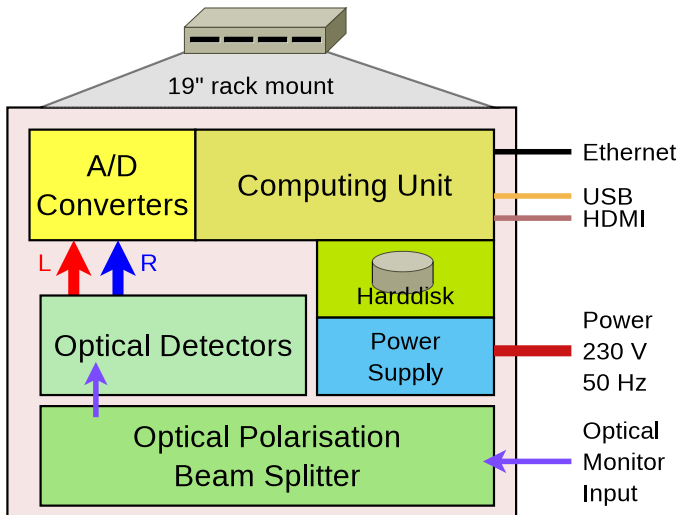 19" rack mount
A/D
Converters
Computing Unit
Ethernet
USB
HDMI
L
R
Harddisk
Optical Detectors
Power
Supply
Power
230 V
50 Hz
Optical Polarisation
Beam Splitter
Optical
Monitor
Input